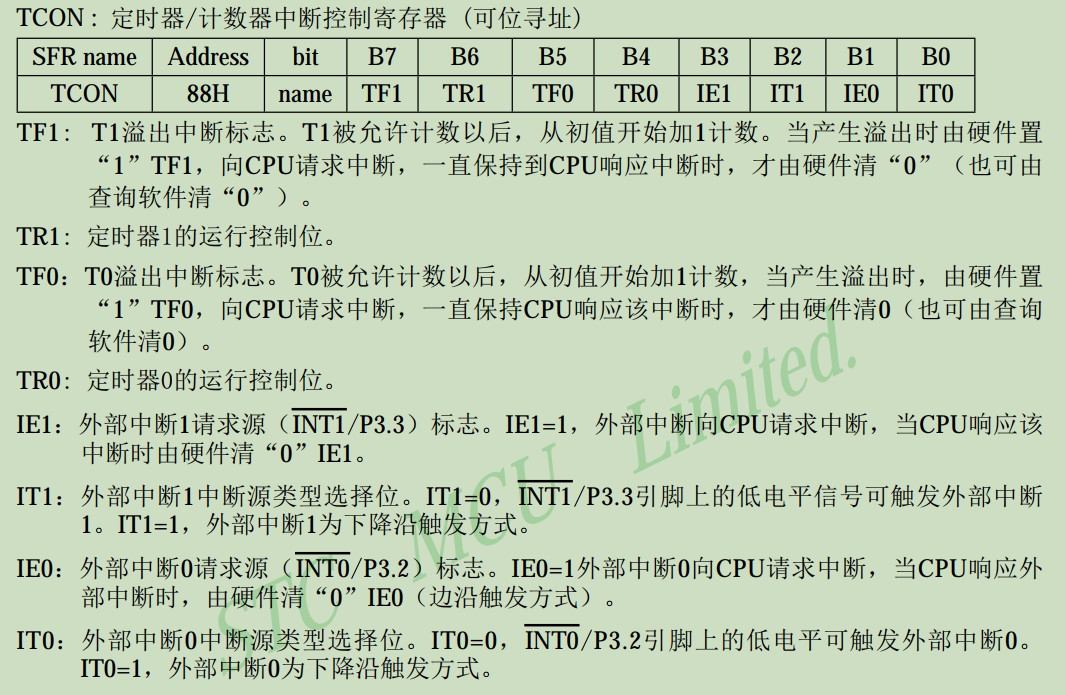 TCON : 定时器/计数器中断控制寄存器 (可位寻址)
SFR name Address bit B7 B6 B5 B4 B3 B2 B1 B0
TCON 88H name TF1 TR1 TF0 TR0 IE1 IT1 IE0 IT0
TF1： T1溢出中断标志。T1被允许计数以后，从初值开始加1计数。当产生溢出时由硬件置
“1”TF1，向CPU请求中断，一直保持到CPU响应中断时，才由硬件清“0”（也可由
查询软件清“0”）。
TR1： 定时器1的运行控制位。
TF0：T0溢出中断标志。T0被允许计数以后，从初值开始加1计数，当产生溢出时，由硬件置
“1”TF0，向CPU请求中断，一直保持CPU响应该中断时，才由硬件清0（也可由查询
软件清0）。
TR0： 定时器0的运行控制位。
IE1：外部中断1请求源（INT1/P3.3）标志。IE1=1，外部中断向CPU请求中断，当CPU响应该
中断时由硬件清“0”IE1。
IT1：外部中断1中断源类型选择位。IT1=0，INT1/P3.3引脚上的低电平信号可触发外部中断
1。IT1=1，外部中断1为下降沿触发方式。
IE0：外部中断0请求源（INT0/P3.2）标志。IE0=1外部中断0向CPU请求中断，当CPU响应外
部中断时，由硬件清“0”IE0（边沿触发方式）。
IT0：外部中断0中断源类型选择位。IT0=0，INT0/P3.2引脚上的低电平可触发外部中断0。
IT0=1，外部中断0为下降沿触发方式。
STC MCU Limited.